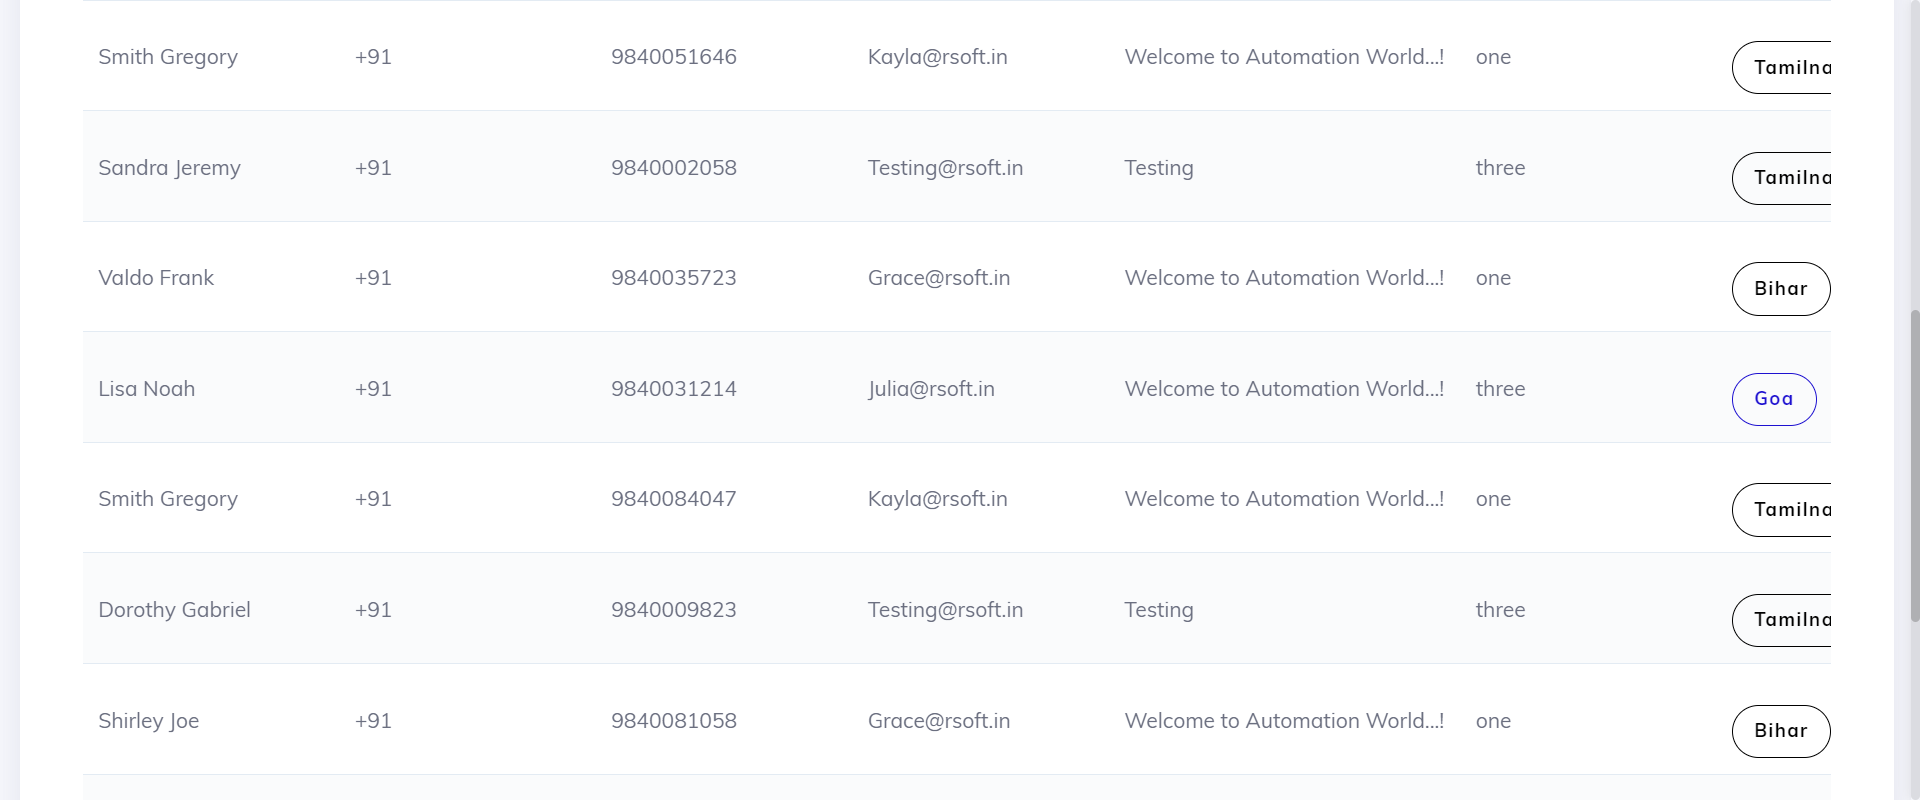 Smith Gregory +91 9840051646 Kayla@rsoft.in Welcome to Automation World...! one Tamilna
Sandra Jeremy +91 9840002058 Testing@rsoft.in Testing three Tamilna
Valdo Frank +91 9840035723 Grace@rsoft.in Welcome to Automation World...! one Bihar
Lisa Noah +91 9840031214 Julia@rsoft.in Welcome to Automation World...! three Goa
Smith Gregory +91 9840084047 Kayla@rsoft.in Welcome to Automation World...! one Tamilna
Dorothy Gabriel +91 9840009823 Testing@rsoft.in Testing three Tamilna
Shirley Joe +91 9840081058 Grace@rsoft.in Welcome to Automation World...! one Bihar